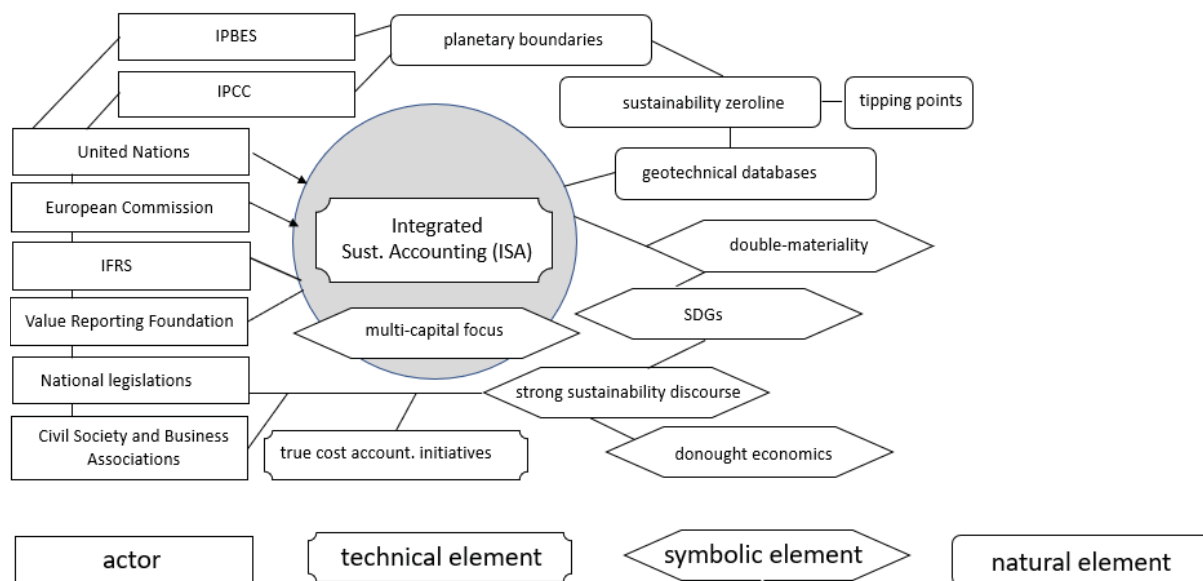 IPBES
planetary boundaries
IPCC
sustainability zeroline
tipping points
United Nations
geotechnical databases
European Commission
Integrated
Sust. Accounting (ISA)
double-materiality
IFRS
SDGs
Value Reporting Foundation
multi-capital focus
National legislations
strong sustainability discourse
Civil Society and Business
Associations
true cost account. initiatives
donought economics
actor
technical element
symbolic element
natural element